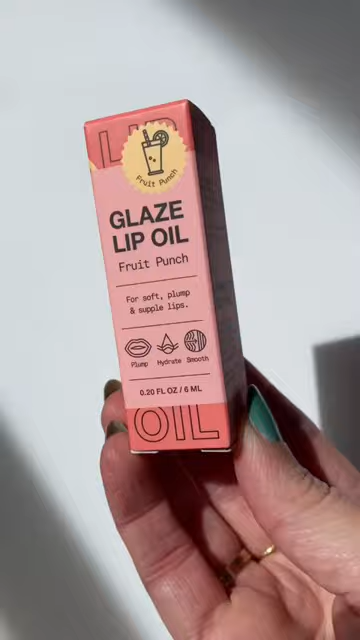 LIP
Fruit Punch
GLAZE
LIP OIL
Fruit Punch
For soft, plump
& supple lips.
Plump Hydrate Smooth
0.20 FL OZ / 6 ML
OIL